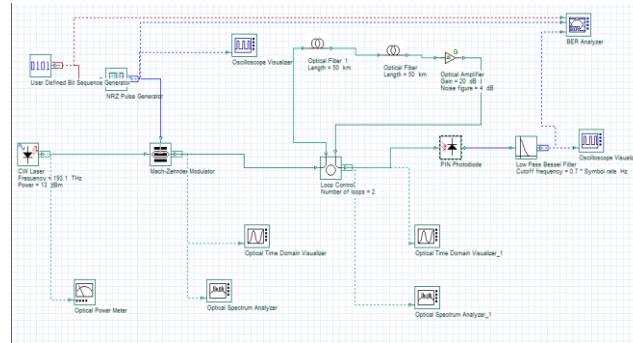 0101
User Defined Bit Sequence Generator
NRZ Pulse Generator
Oscilloscope Visualizer
Optical Fiber_1
Length = 50 km
Optical Fiber
Length = 50 km
G
Optical Amplifier
Gain = 20 dB
Noise figure = 4 dB
BER Analyzer
CW Laser
Frequency = 193.1 THz
Power = 13 dBm
Mach-Zehnder Modulator
Loop Control
Number of loops = 2
PIN Photodiode
Low Pass Bessel Filter
Cutoff frequency = 0.7 * Symbol rate Hz
Oscilloscope Visualiz
Optical Time Domain Visualizer
Optical Time Domain Visualizer_1
Optical Power Meter
Optical Spectrum Analyzer
Optical Spectrum Analyzer_1